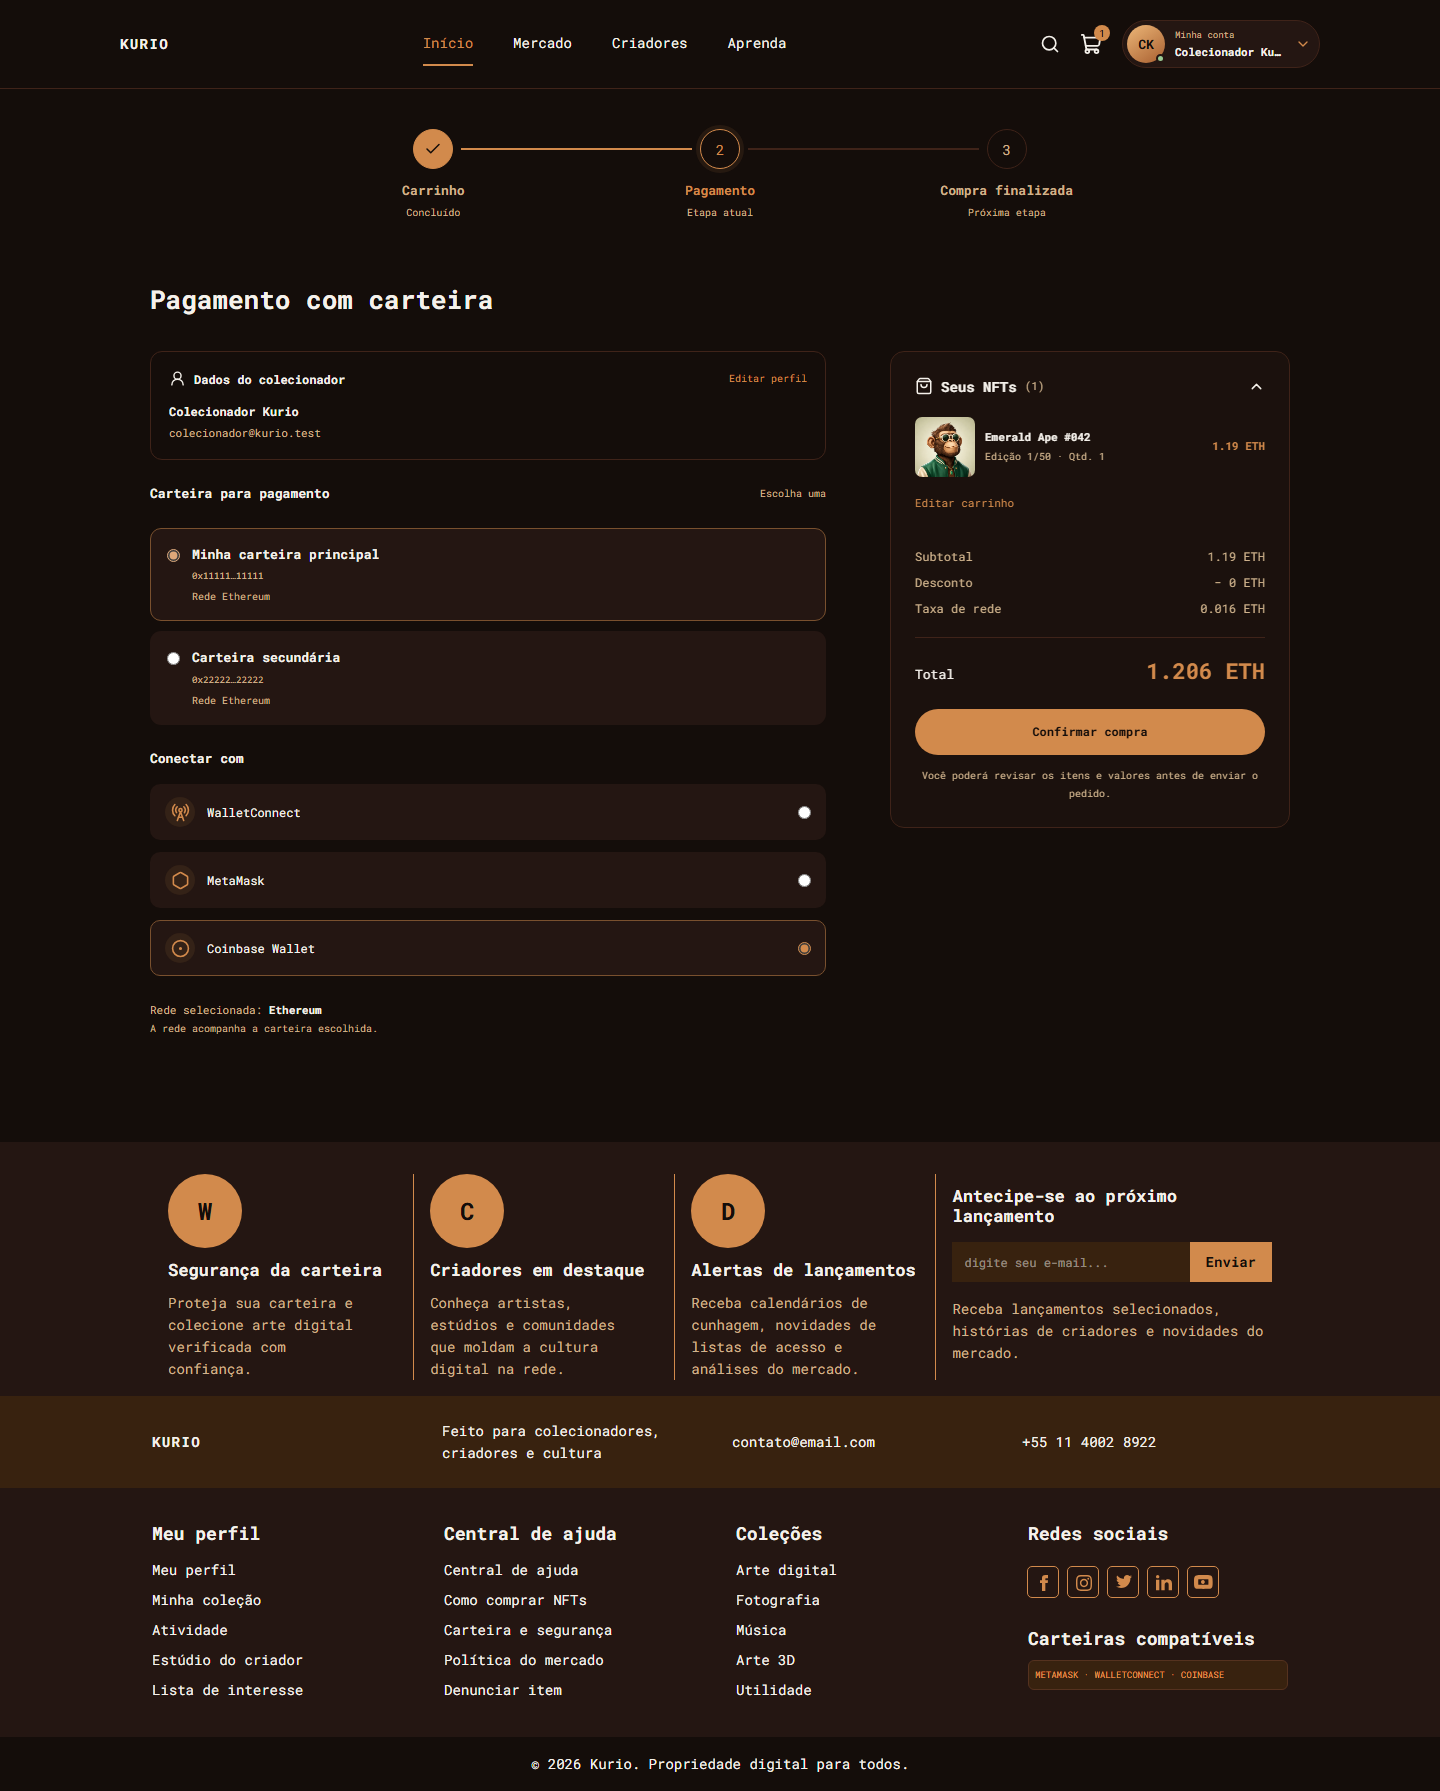 KURIO
Início
Mercado
Criadores
Aprenda
1
CK
Minha conta
Colecionador Ku…
2
3
Carrinho
Pagamento
Compra finalizada
Concluído
Etapa atual
Próxima etapa
Pagamento com carteira
Dados do colecionador
Editar perfil
Colecionador Kurio
colecionador@kurio.test
Carteira para pagamento
Escolha uma
Minha carteira principal
0x11111…11111
Rede Ethereum
Carteira secundária
0x22222…22222
Rede Ethereum
Conectar com
WalletConnect
MetaMask
Coinbase Wallet
Rede selecionada: Ethereum
A rede acompanha a carteira escolhida.
Seus NFTs (1)
Emerald Ape #042
Edição 1/50 · Qtd. 1
1.19 ETH
Editar carrinho
Subtotal
1.19 ETH
Desconto
- 0 ETH
Taxa de rede
0.016 ETH
Total
1.206 ETH
Confirmar compra
Você poderá revisar os itens e valores antes de enviar o
pedido.
W
Segurança da carteira
Proteja sua carteira e
colecione arte digital
verificada com
confiança.
C
Criadores em destaque
Conheça artistas,
estúdios e comunidades
que moldam a cultura
digital na rede.
D
Alertas de lançamentos
Receba calendários de
cunhagem, novidades de
listas de acesso e
análises do mercado.
Antecipe-se ao próximo
lançamento
digite seu e-mail...
Enviar
Receba lançamentos selecionados,
histórias de criadores e novidades do
mercado.
KURIO
Feito para colecionadores,
criadores e cultura
contato@email.com
+55 11 4002 8922
Meu perfil
Meu perfil
Minha coleção
Atividade
Estúdio do criador
Lista de interesse
Central de ajuda
Central de ajuda
Como comprar NFTs
Carteira e segurança
Política do mercado
Denunciar item
Coleções
Arte digital
Fotografia
Música
Arte 3D
Utilidade
Redes sociais
Carteiras compatíveis
METAMASK · WALLETCONNECT · COINBASE
© 2026 Kurio. Propriedade digital para todos.